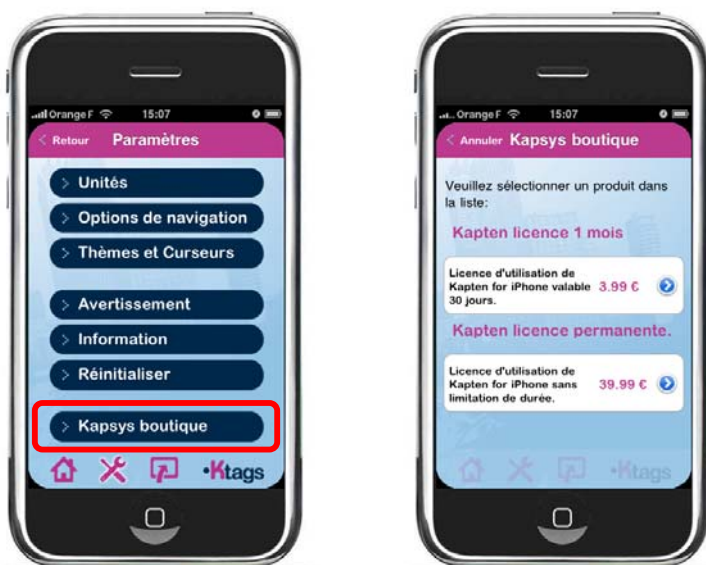 Orange F 15:07
Retour Paramètres
> Unités
> Options de navigation
> Thèmes et Curseurs
> Avertissement
> Information
> Réinitialiser
> Kapsys boutique
•Ktags
Orange F 15:07
Annuler Kapsys boutique
Veuillez sélectionner un produit dans
la liste:
Kapten licence 1 mois
Licence d'utilisation de
Kapten for iPhone valable 3.99 €
30 jours.
Kapten licence permanente.
Licence d'utilisation de
Kapten for iPhone sans 39.99 €
limitation de durée.
•Ktags